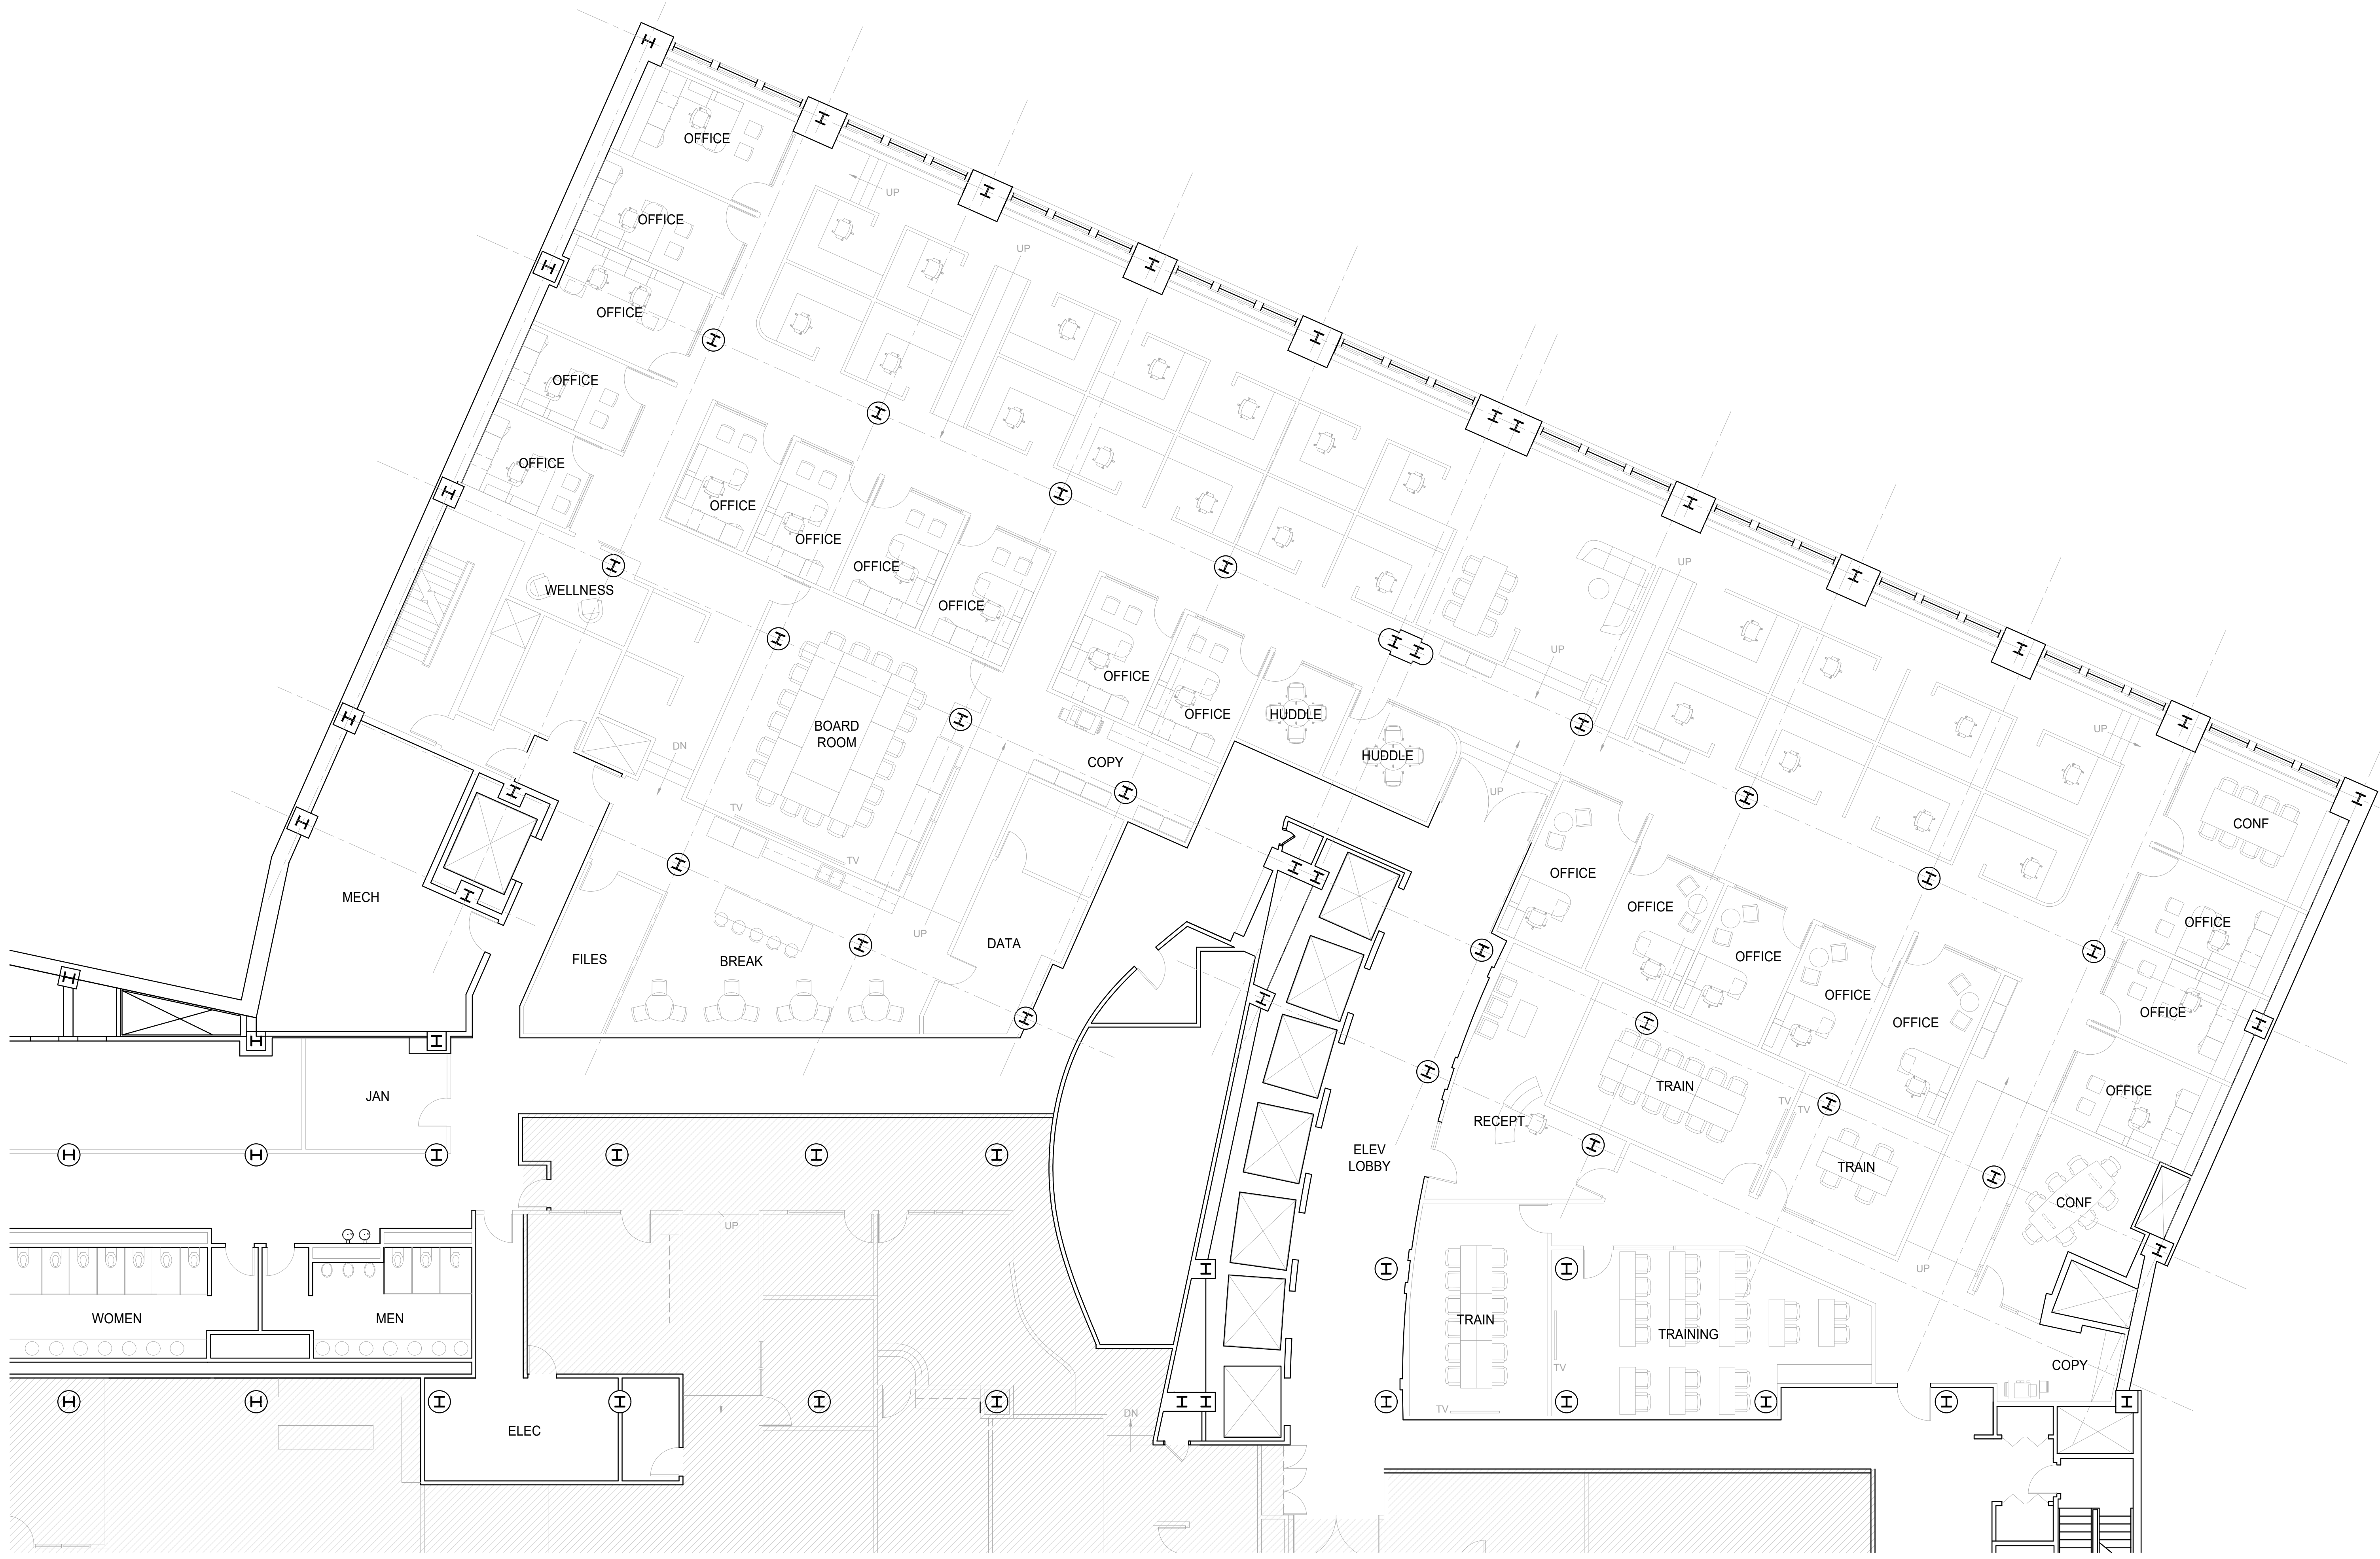 OFFICE
UP
OFFICE
UP
OFFICE
OFFICE
OFFICE
OFFICE
OFFICE
OFFICE
OFFICE
WELLNESS
UP
UP
OFFICE
OFFICE
HUDDLE
HUDDLE
BOARD
ROOM
DN
COPY
UP
UP
TV
TV
CONF
OFFICE
OFFICE
OFFICE
OFFICE
OFFICE
OFFICE
OFFICE
OFFICE
MECH
FILES
BREAK
UP
DATA
JAN
TRAIN
TV
TV
RECEPT
ELEV
LOBBY
TRAIN
CONF
UP
UP
WOMEN
MEN
TRAIN
TRAINING
TV
COPY
TV
DN
ELEC